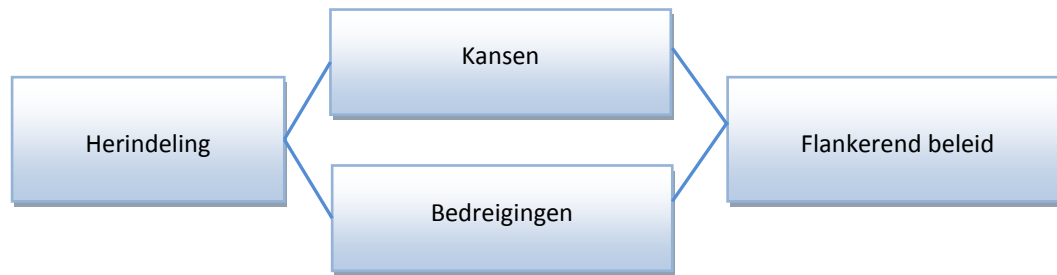 Kansen
Herindeling
Flankerend beleid
Bedreigingen